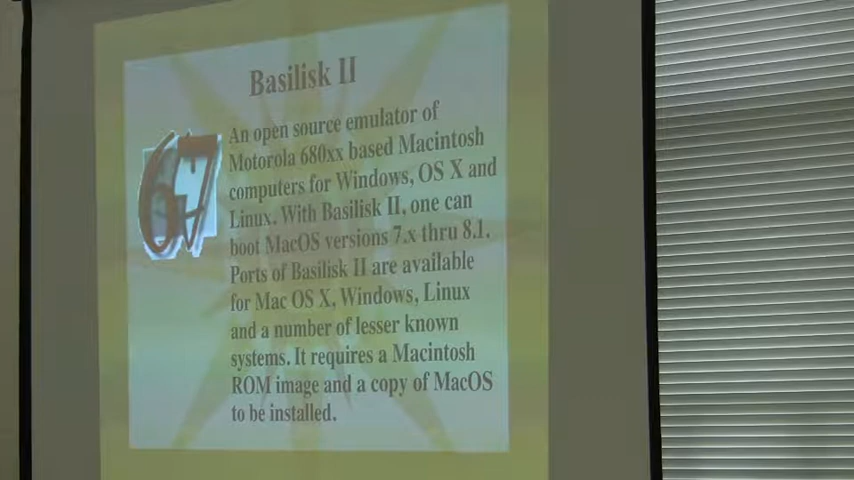 Basilisk II
67
An open source emulator of
Motorola 680xx based Macintosh
computers for Windows, OS X and
Linux. With Basilisk II, one can
boot MacOS versions 7.x thru 8.1.
Ports of Basilisk II are available
for Mac OS X, Windows, Linux
and a number of lesser known
systems. It requires a Macintosh
ROM image and a copy of MacOS
to be installed.